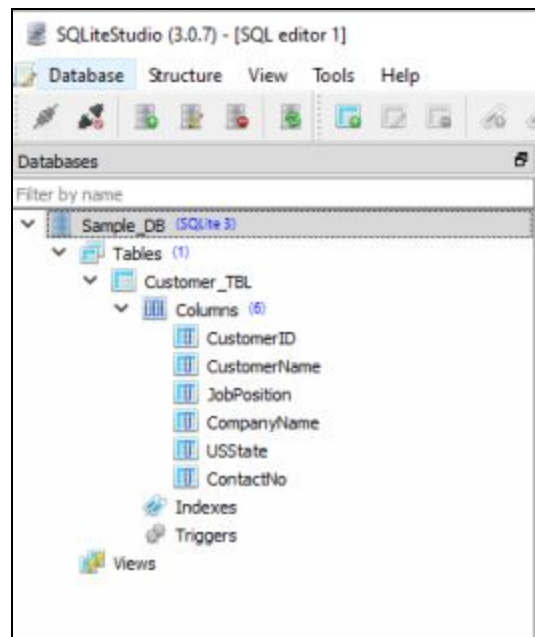 SQLiteStudio (3.0.7) - [SQL editor 1]
Database Structure View Tools Help
Databases
Filter by name
Sample_DB (SQLite 3)
Tables (1)
Customer_TBL
Columns (6)
CustomerID
CustomerName
JobPosition
CompanyName
USState
ContactNo
Indexes
Triggers
Views